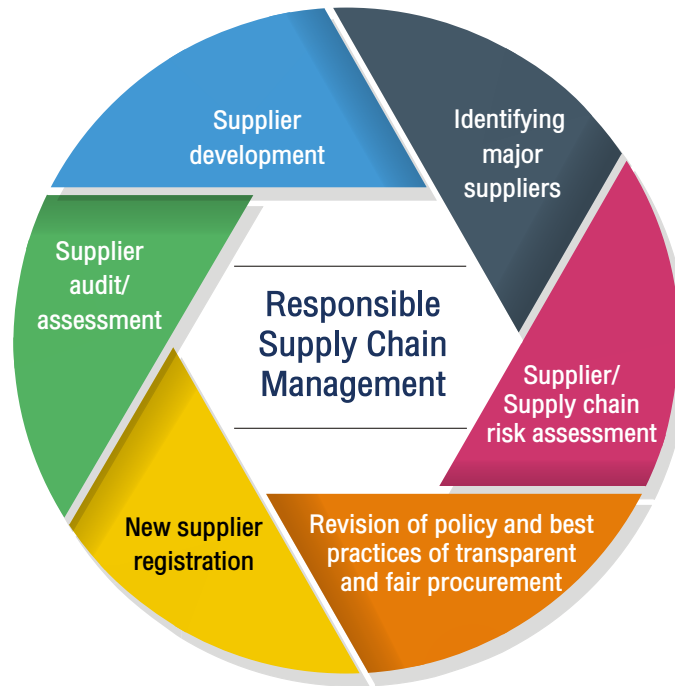 Supplier
development
Identifying
major
suppliers
Supplier/
Supply chain
risk assessment
Revision of policy and best
practices of transparent
and fair procurement
New supplier
registration
Supplier
audit/
assessment
Responsible
Supply Chain
Management